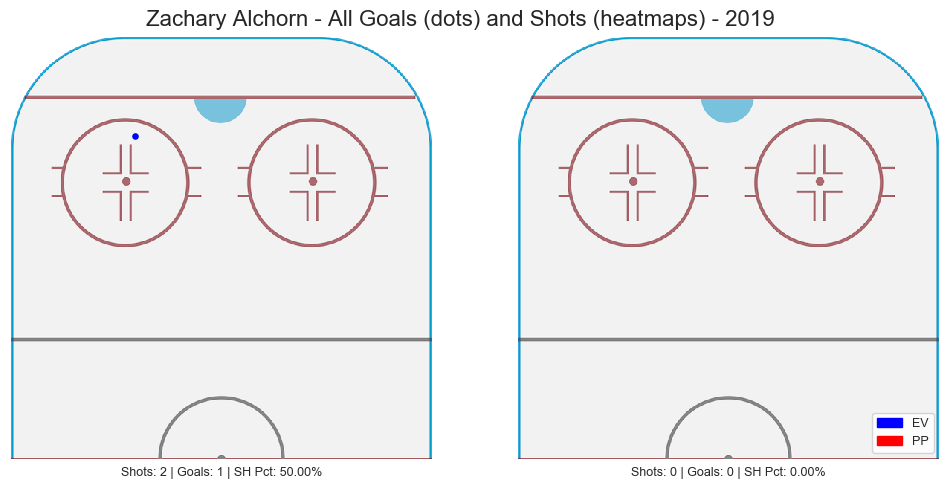 Zachary Alchorn - All Goals (dots) and Shots (heatmaps) - 2019
EV
PP
Shots: 2 | Goals: 1 | SH Pct: 50.00%
Shots: 0 | Goals: 0 | SH Pct: 0.00%